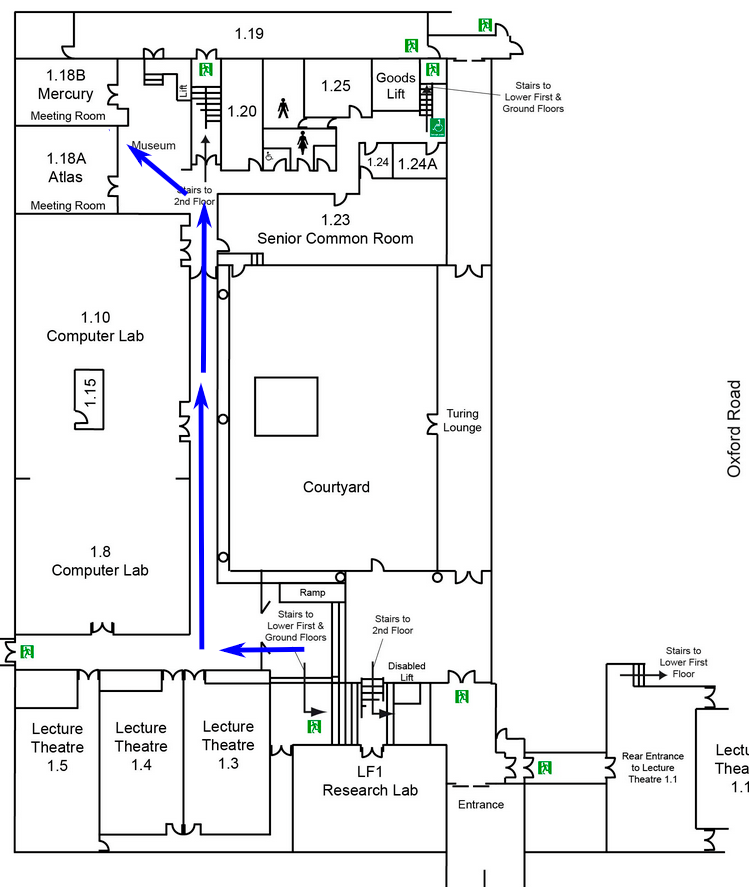 1.19
1.18B
Mercury
Meeting Room
Lift
1.20
1.25
Goods
Lift
Stairs to
Lower First &
Ground Floors
Museum
1.18A
Atlas
Meeting Room
1.24
1.24A
Stairs to
2nd Floor
1.23
Senior Common Room
1.10
Computer Lab
1.15
Turing
Lounge
Oxford Road
Courtyard
1.8
Computer Lab
Ramp
Stairs to
Lower First &
Ground Floors
Stairs to
2nd Floor
Disabled
Lift
Stairs to
Lower First
Floor
Lecture
Theatre
1.5
Lecture
Theatre
1.4
Lecture
Theatre
1.3
LF1
Research Lab
Entrance
Rear Entrance
to Lecture
Theatre 1.1
Lectu
Thea
1.1